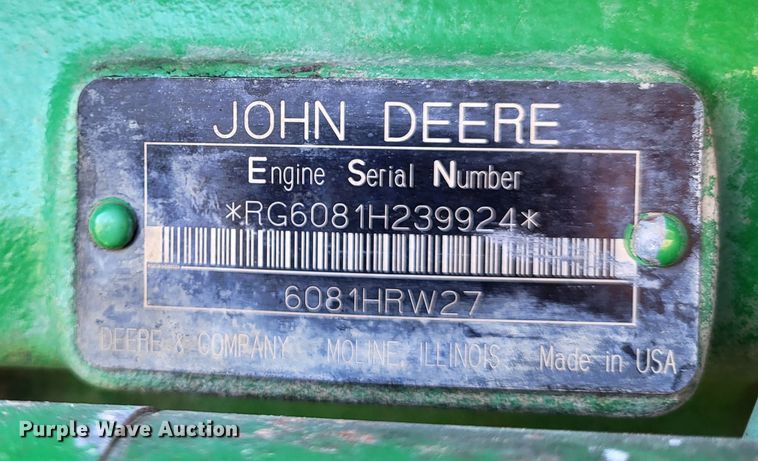 JOHN DEERE
Engine Serial Number
*RG6081H239924*
6081HRW27
DEERE & COMPANY MOLINE, ILLINOIS Made in USA
Purple Wave Auction